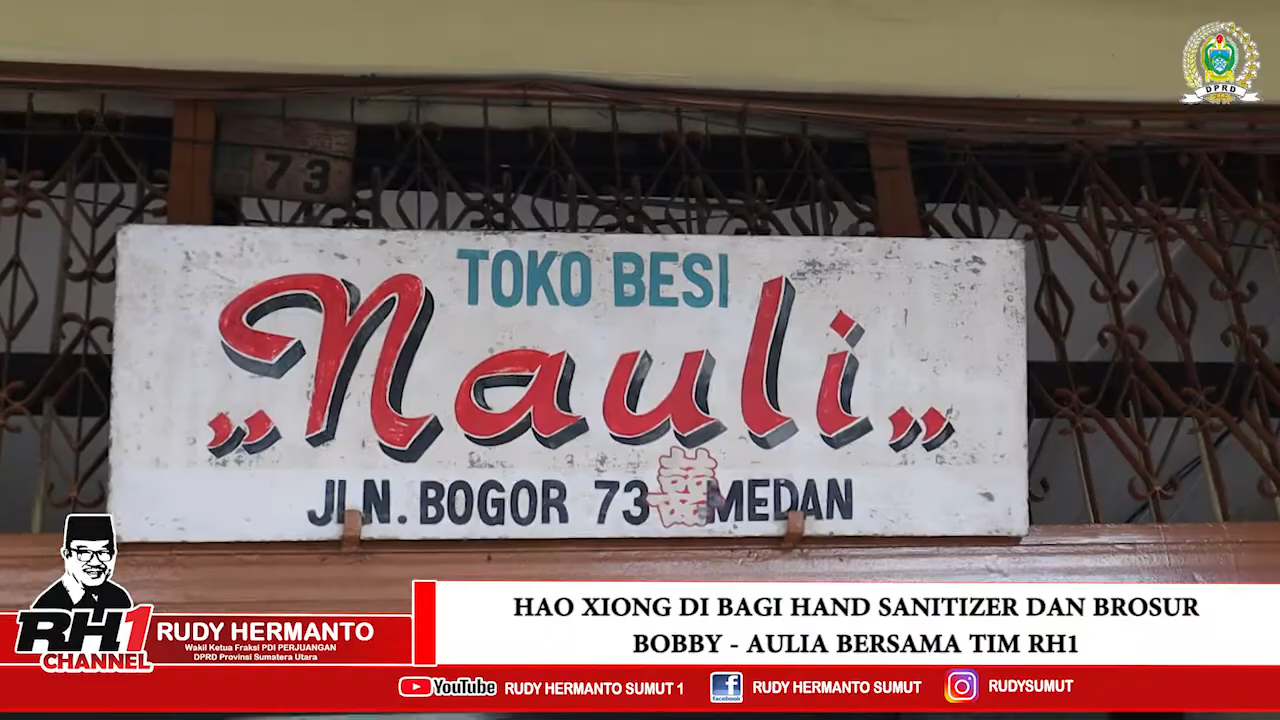 DPRD
73
TOKO BESI
,,Nauli,,
JLN. BOGOR 73 囍 MEDAN
RH1
CHANNEL
RUDY HERMANTO
Wakil Ketua Fraksi PDI PERJUANGAN
DPRD Provinsi Sumatera Utara
HAO XIONG DI BAGI HAND SANITIZER DAN BROSUR
BOBBY - AULIA BERSAMA TIM RH1
YouTube RUDY HERMANTO SUMUT 1
facebook RUDY HERMANTO SUMUT
RUDYSUMUT